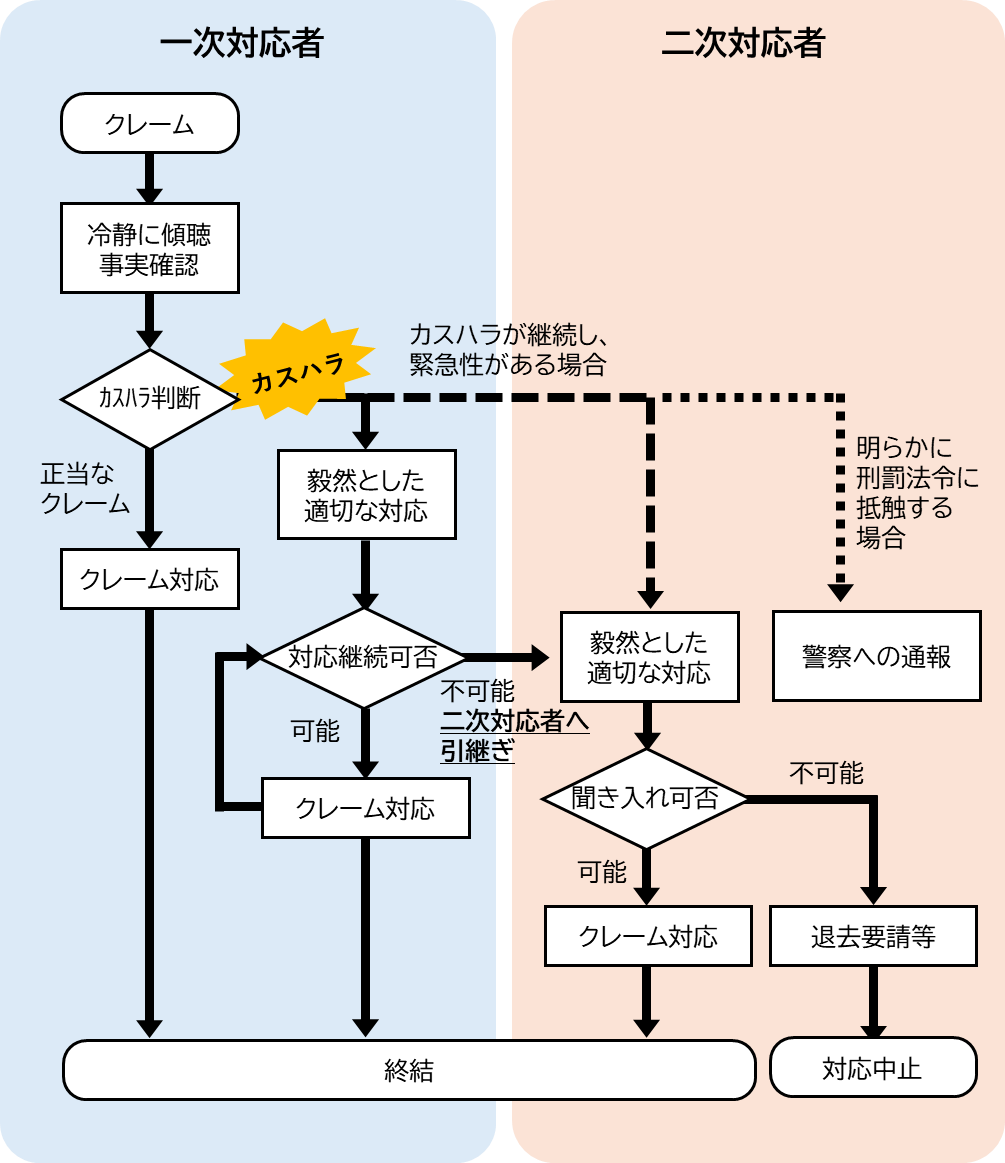 一次対応者
二次対応者
クレーム
冷静に傾聴
事実確認
カスハラ
カスハラが継続し、
緊急性がある場合
ｶｽﾊﾗ判断
正当な
クレーム
明らかに
刑罰法令に
抵触する
場合
毅然とした
適切な対応
クレーム対応
毅然とした
適切な対応
警察への通報
対応継続可否
不可能
二次対応者へ
引継ぎ
可能
クレーム対応
聞き入れ可否
不可能
可能
クレーム対応
退去要請等
終結
対応中止